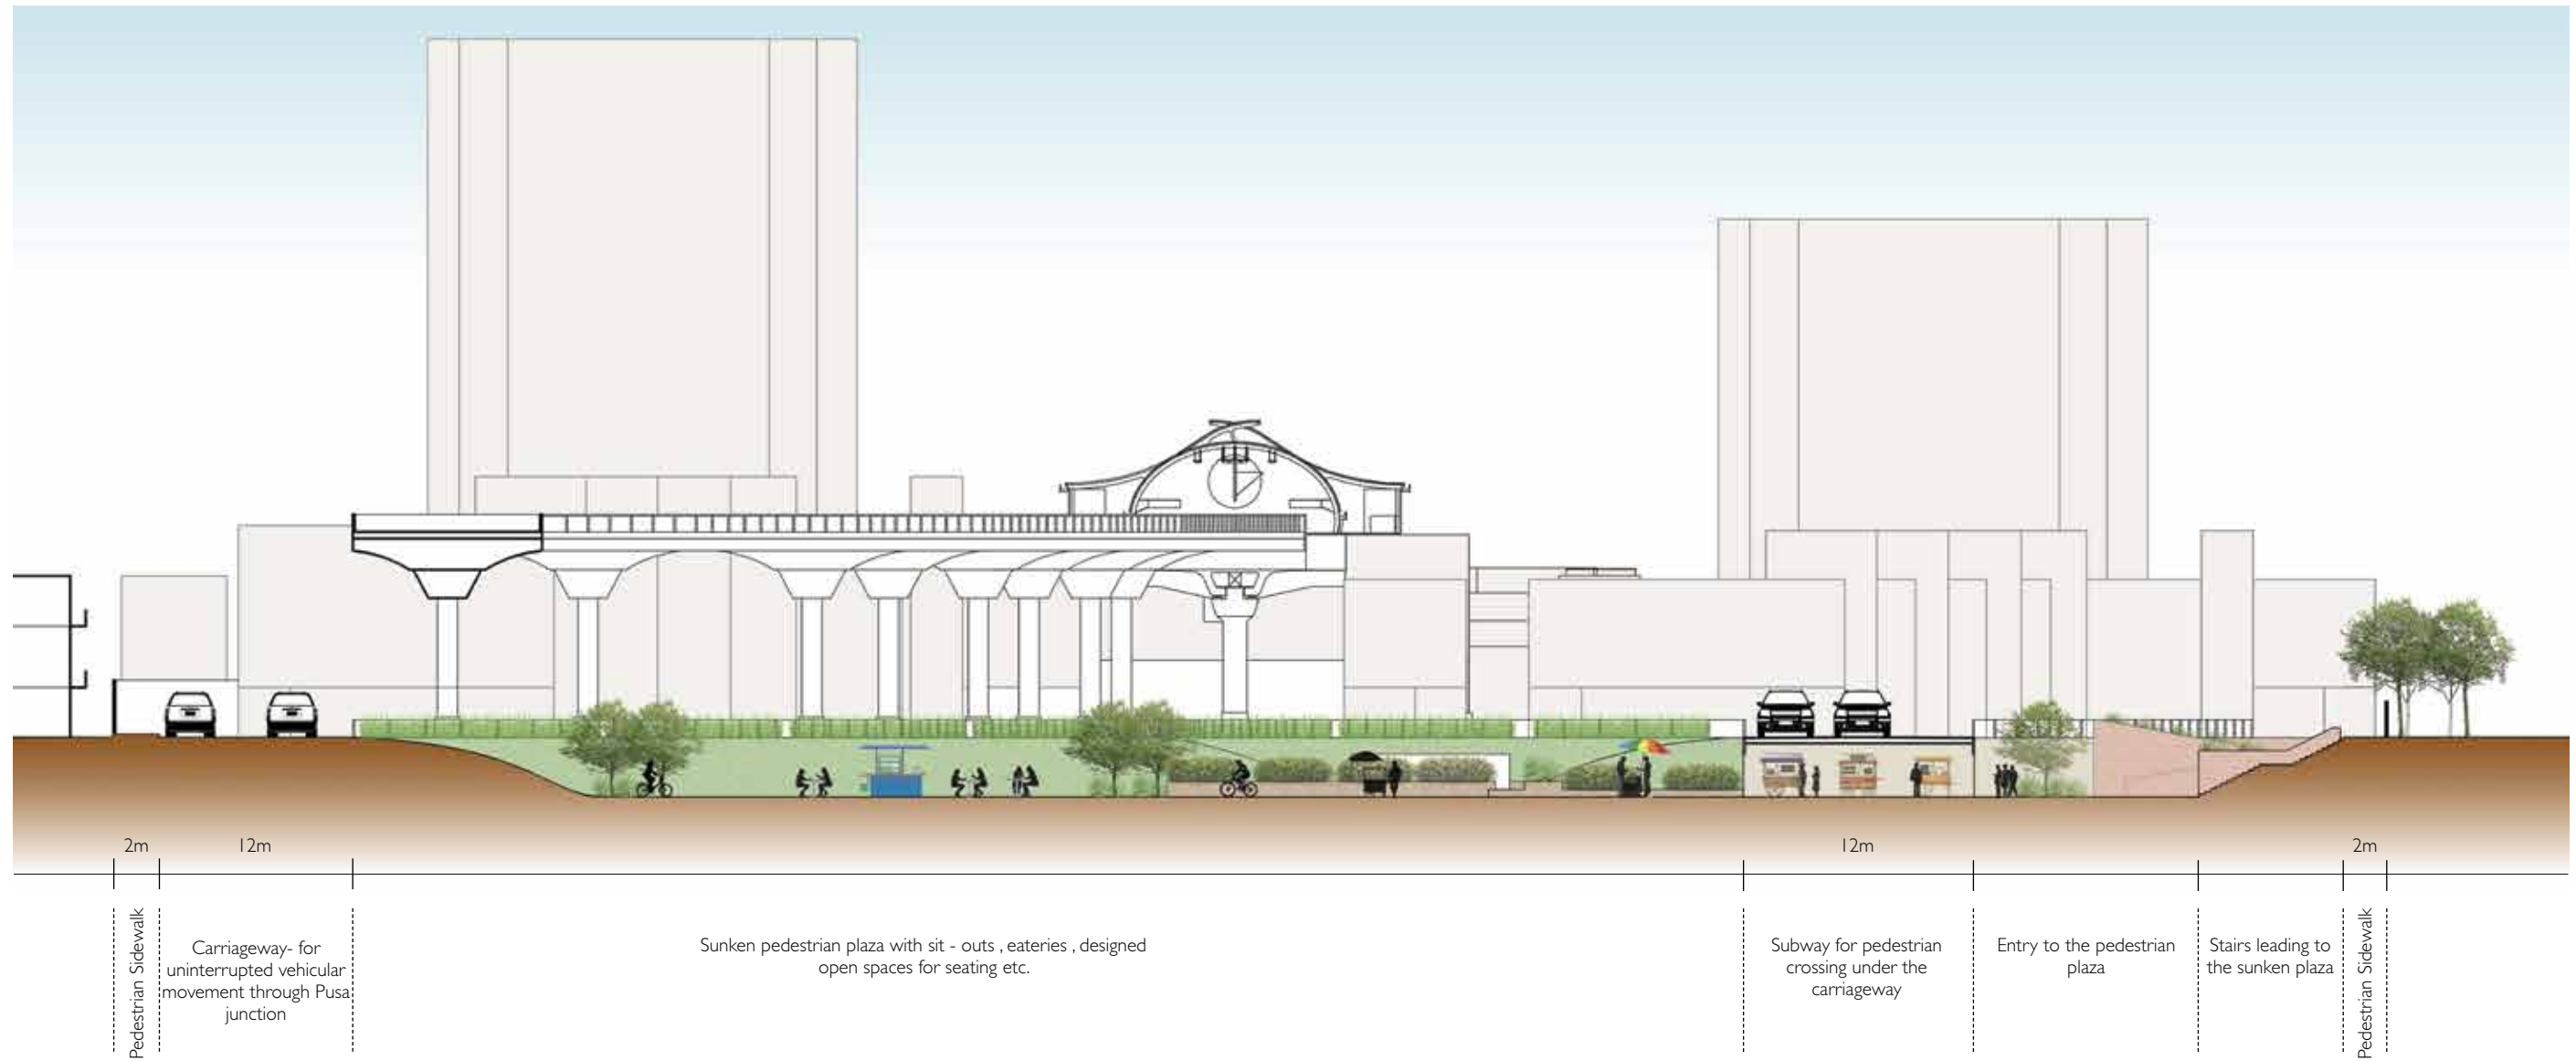 2m
12m
12m
2m
Pedestrian Sidewalk
Carriageway- for
uninterrupted vehicular
movement through Pusa
junction
Sunken pedestrian plaza with sit - outs , eateries , designed
open spaces for seating etc.
Subway for pedestrian
crossing under the
carriageway
Entry to the pedestrian
plaza
Stairs leading to
the sunken plaza
Pedestrian Sidewalk